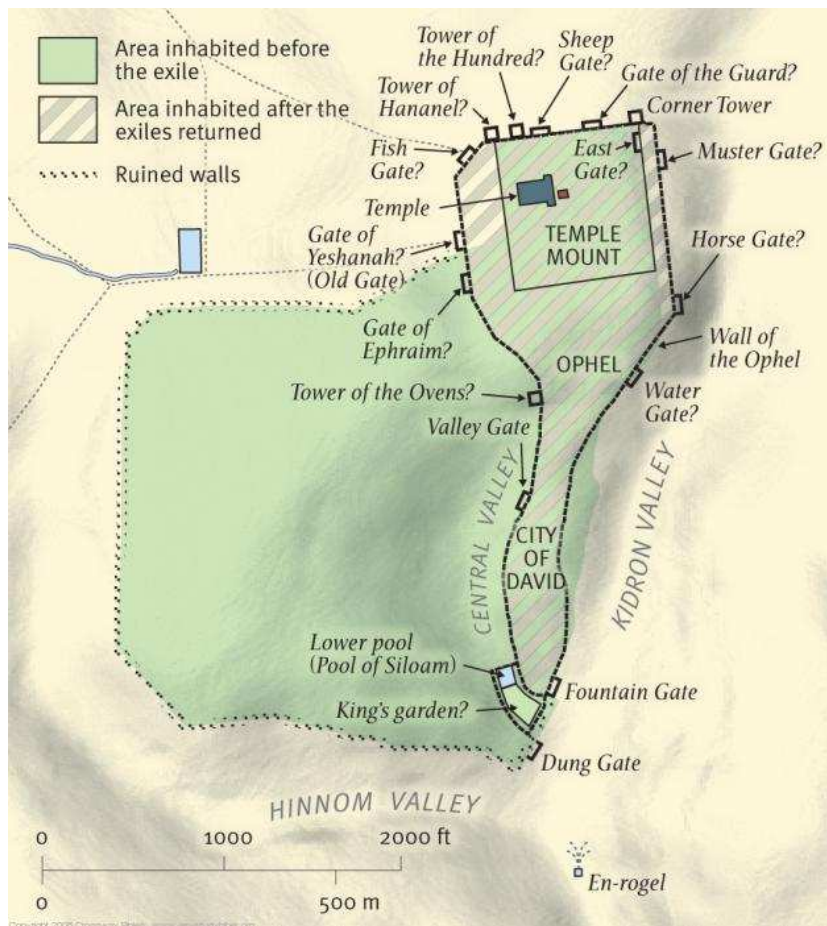 Area inhabited before
the exile
Area inhabited after the
exiles returned
Ruined walls
Tower of
the Hundred?
Sheep
Gate?
Tower of
Hananel?
Gate of the Guard?
Corner Tower
Fish
Gate?
East
Gate?
Muster Gate?
Temple
TEMPLE
MOUNT
Gate of
Yeshanah?
(Old Gate)
Horse Gate?
Gate of
Ephraim?
Wall of
the Ophel
OPHEL
Tower of the Ovens?
Water
Gate?
Valley Gate
CENTRAL VALLEY
CITY
OF
DAVID
KIDRON VALLEY
Lower pool
(Pool of Siloam)
Fountain Gate
King's garden?
Dung Gate
HINNOM VALLEY
0 1000 2000 ft
0 500 m
En-rogel